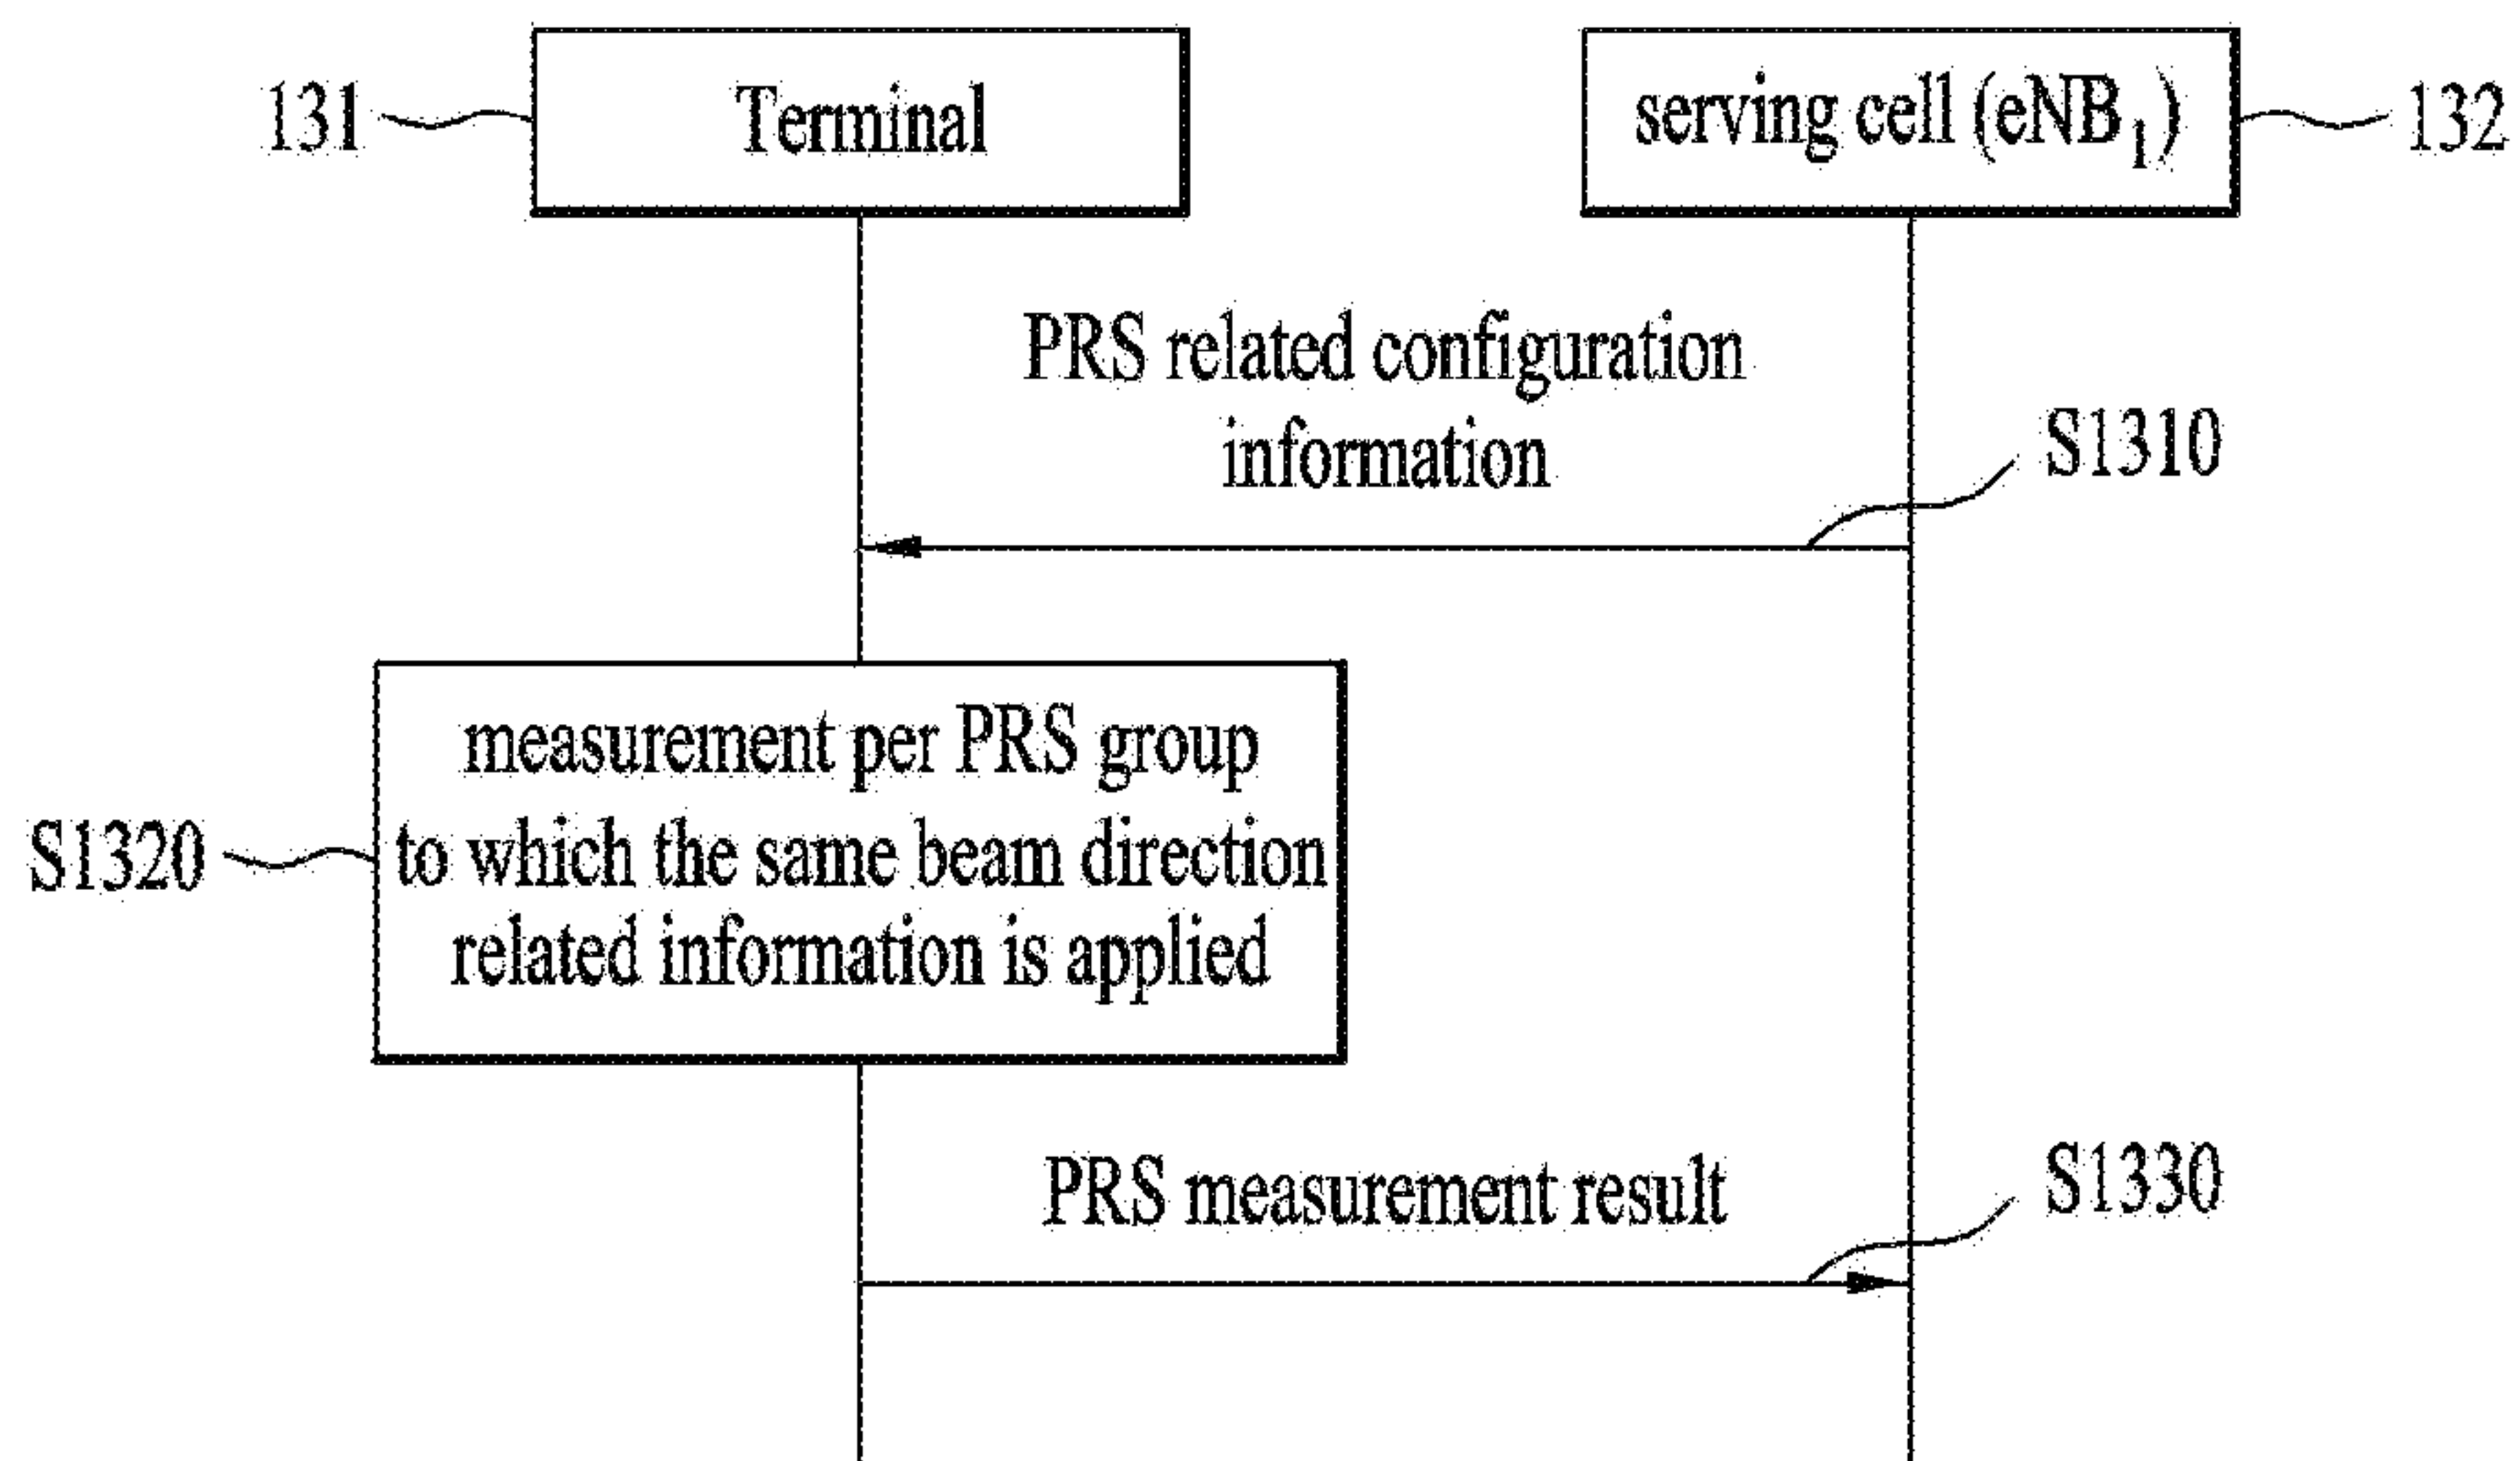 131
Terminal
serving cell (eNB1)
132
PRS related configuration
information
S1310
measurement per PRS group
to which the same beam direction
related information is applied
S1320
PRS measurement result
S1330